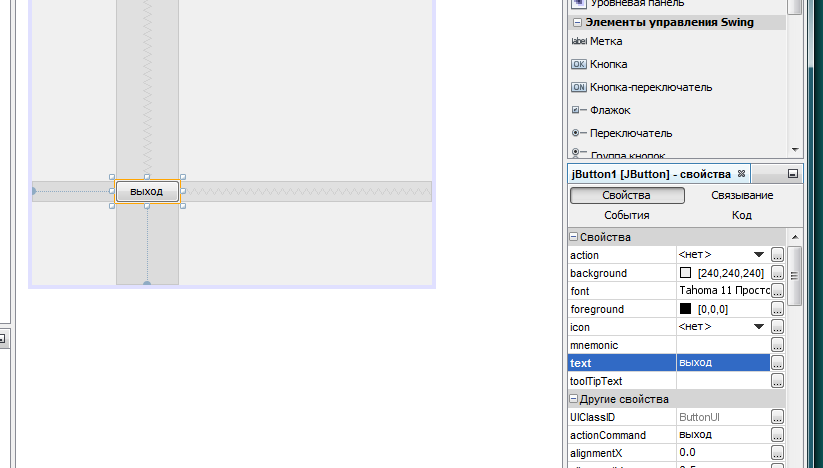 Уровневая панель
Элементы управления Swing
label Метка
OK Кнопка
ON Кнопка-переключатель
Флажок
Переключатель
Группа кнопок
выход
jButton1 [JButton] - свойства
Свойства Связывание
События Код
Свойства
action <нет> ...
background [240,240,240] ...
font Tahoma 11 Просто ...
foreground [0,0,0] ...
icon <нет> ...
mnemonic ...
text выход ...
toolTipText ...
Другие свойства
UIClassID ButtonUI ...
actionCommand выход ...
alignmentX 0.0 ...